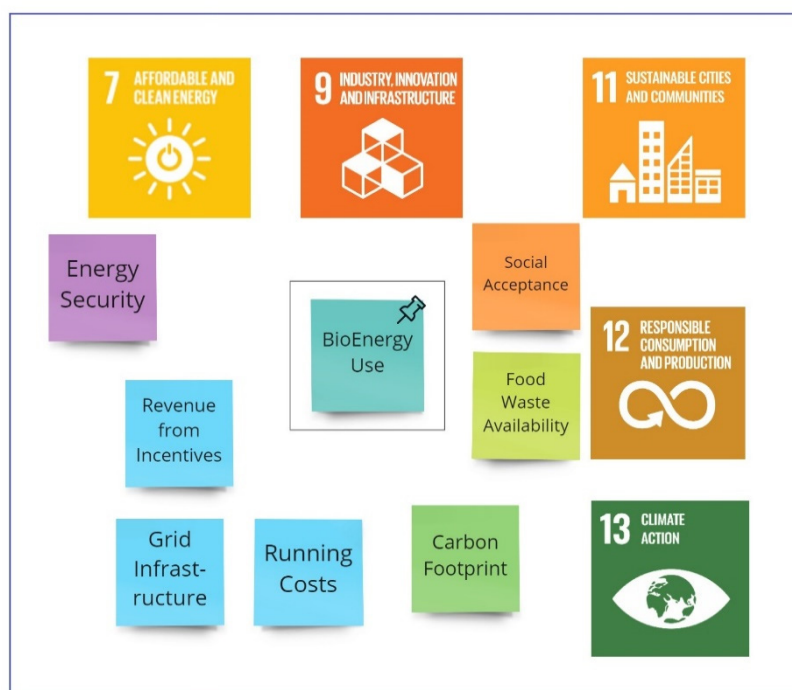 7 AFFORDABLE AND
CLEAN ENERGY
9 INDUSTRY, INNOVATION
AND INFRASTRUCTURE
11 SUSTAINABLE CITIES
AND COMMUNITIES
Energy
Security
BioEnergy
Use
Social
Acceptance
12 RESPONSIBLE
CONSUMPTION
AND PRODUCTION
Revenue
from
Incentives
Food
Waste
Availability
Grid
Infrast-
ructure
Running
Costs
Carbon
Footprint
13 CLIMATE
ACTION